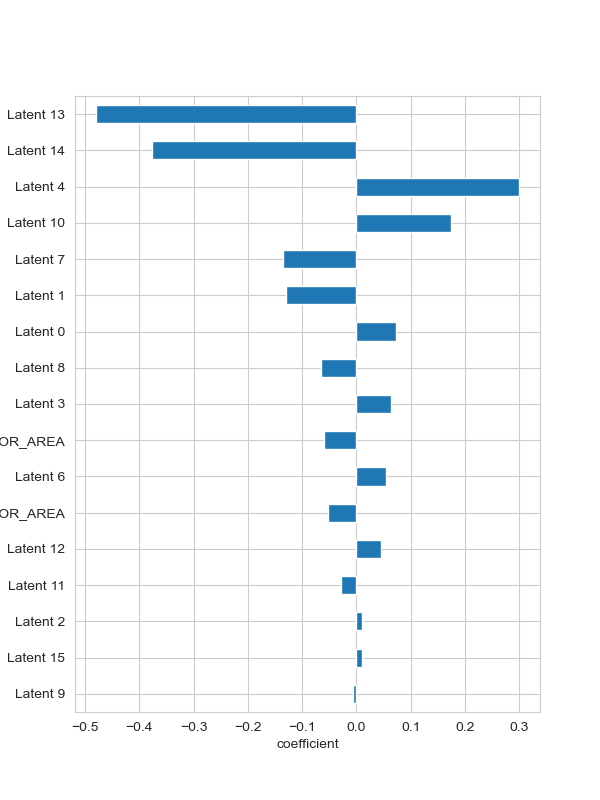 Latent 13
Latent 14
Latent 4
Latent 10
Latent 7
Latent 1
Latent 0
Latent 8
Latent 3
OR_AREA
Latent 6
OR_AREA
Latent 12
Latent 11
Latent 2
Latent 15
Latent 9
−0.5 −0.4 −0.3 −0.2 −0.1 0.0 0.1 0.2 0.3
coefficient